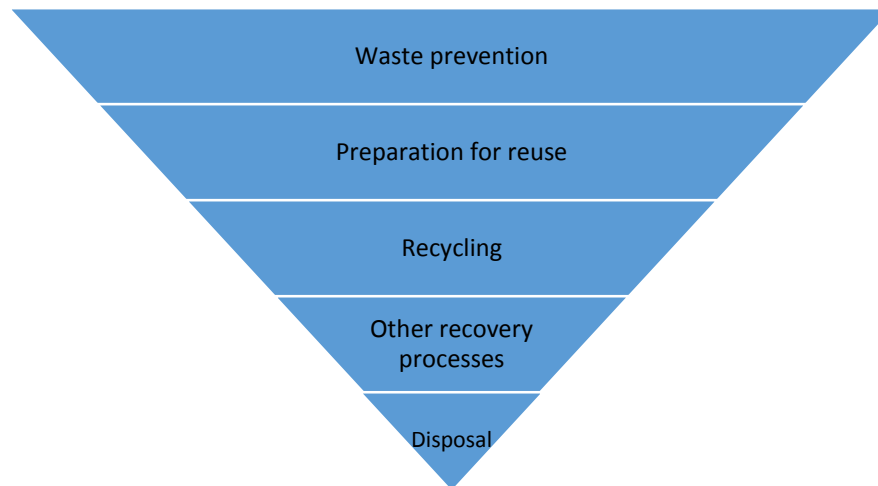 Waste prevention
Preparation for reuse
Recycling
Other recovery
processes
Disposal